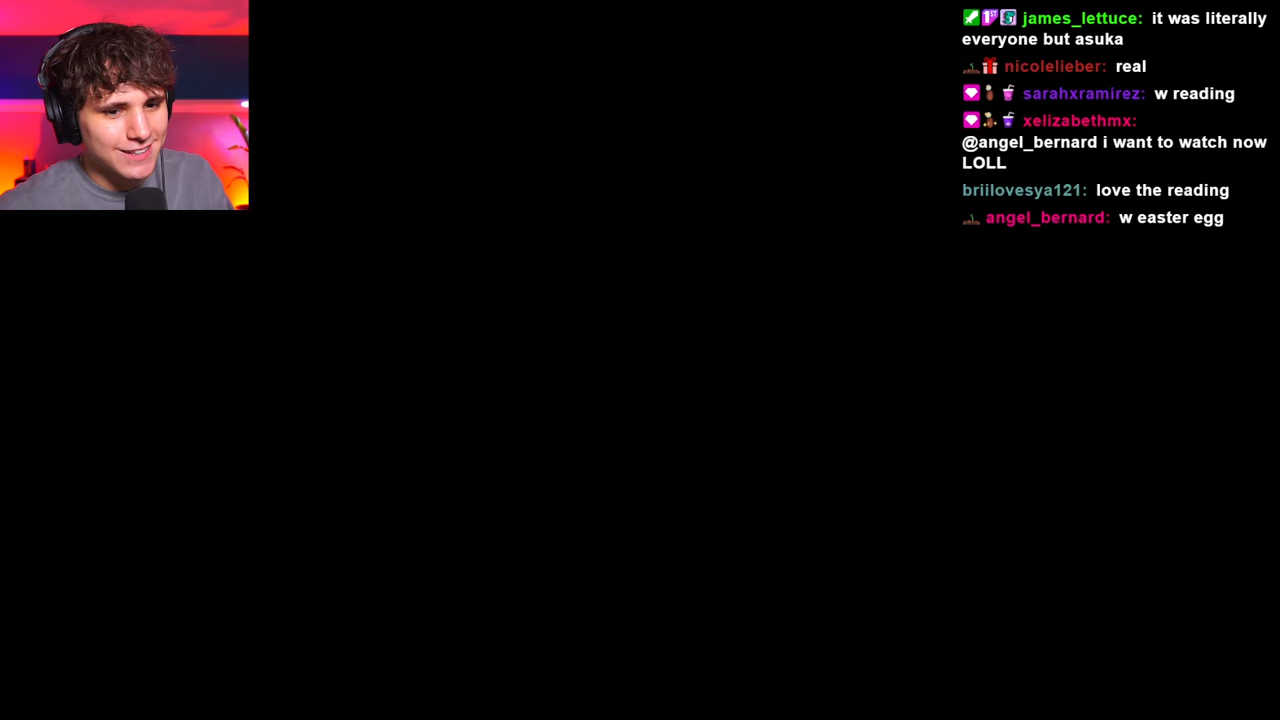 james_lettuce: it was literally
everyone but asuka
nicolelieber: real
sarahxramirez: w reading
xelizabethmx:
@angel_bernard i want to watch now
LOLL
briilovesya121: love the reading
angel_bernard: w easter egg